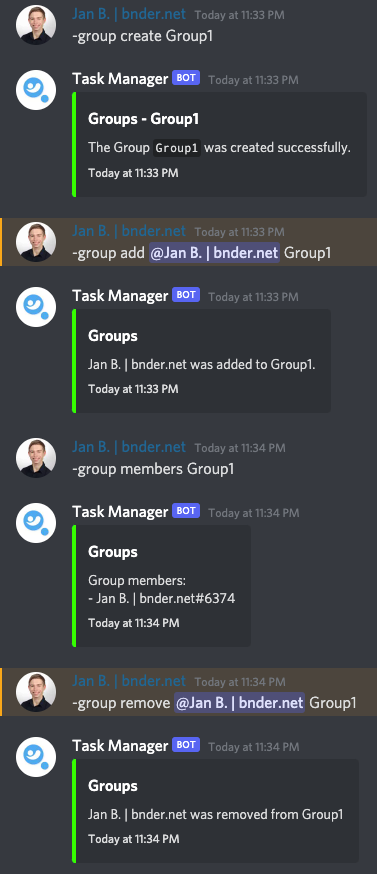 Jan B. | bnder.net Today at 11:33 PM
-group create Group1
Task Manager BOT Today at 11:33 PM
Groups - Group1
The Group Group1 was created successfully.
Today at 11:33 PM
Jan B. | bnder.net Today at 11:33 PM
-group add @Jan B. | bnder.net Group1
Task Manager BOT Today at 11:33 PM
Groups
Jan B. | bnder.net was added to Group1.
Today at 11:33 PM
Jan B. | bnder.net Today at 11:34 PM
-group members Group1
Task Manager BOT Today at 11:34 PM
Groups
Group members:
- Jan B. | bnder.net#6374
Today at 11:34 PM
Jan B. | bnder.net Today at 11:34 PM
-group remove @Jan B. | bnder.net Group1
Task Manager BOT Today at 11:34 PM
Groups
Jan B. | bnder.net was removed from Group1
Today at 11:34 PM